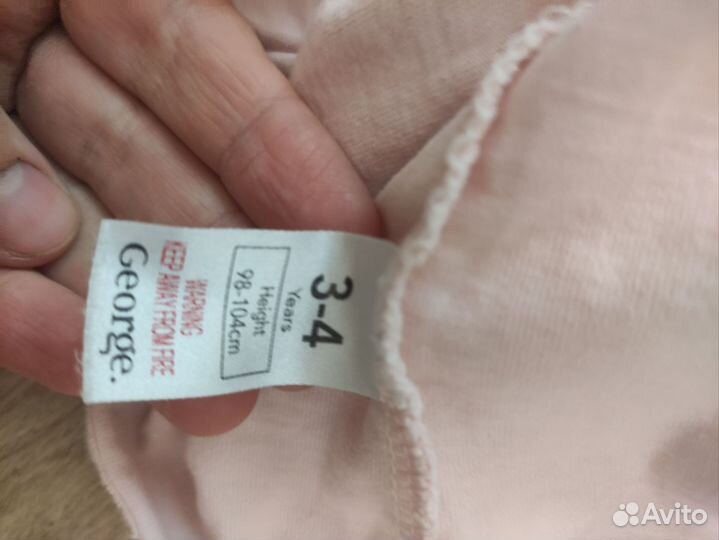 3-4
Years
Height
98-104cm
WARNING
KEEP AWAY FROM FIRE
George.
Avito